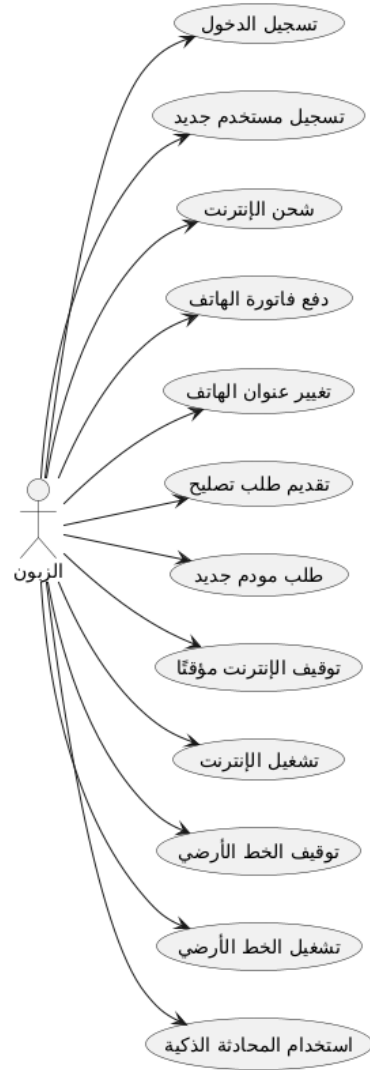 تسجيل الدخول
تسجيل مستخدم جديد
شحن الإنترنت
دفع فاتورة الهاتف
تغيير عنوان الهاتف
تقديم طلب تصليح
طلب مودم جديد
الزبون
توقيف الإنترنت مؤقتًا
تشغيل الإنترنت
توقيف الخط الأرضي
تشغيل الخط الأرضي
استخدام المحادثة الذكية